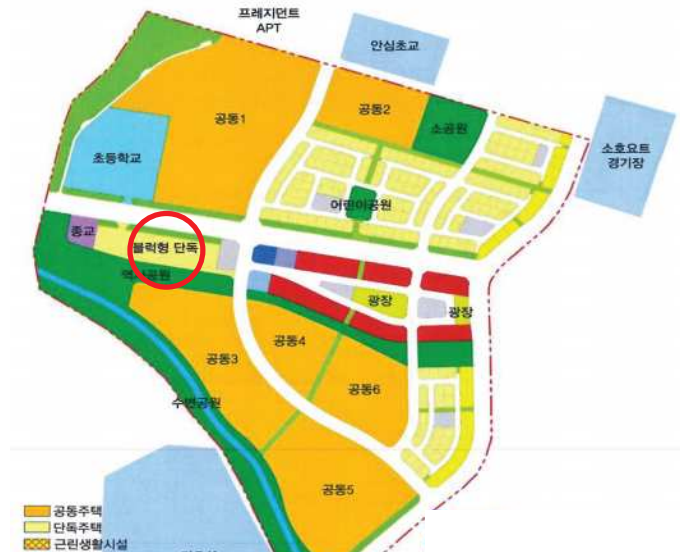 프레지던트
APT
안심초교
공동2
공동1
소공원
소호요트
경기장
초등학교
어린이공원
종교
블럭형 단독
역사공원
광장
광장
공동4
공동3
공동6
수변공원
공동5
공동주택
단독주택
근린생활시설